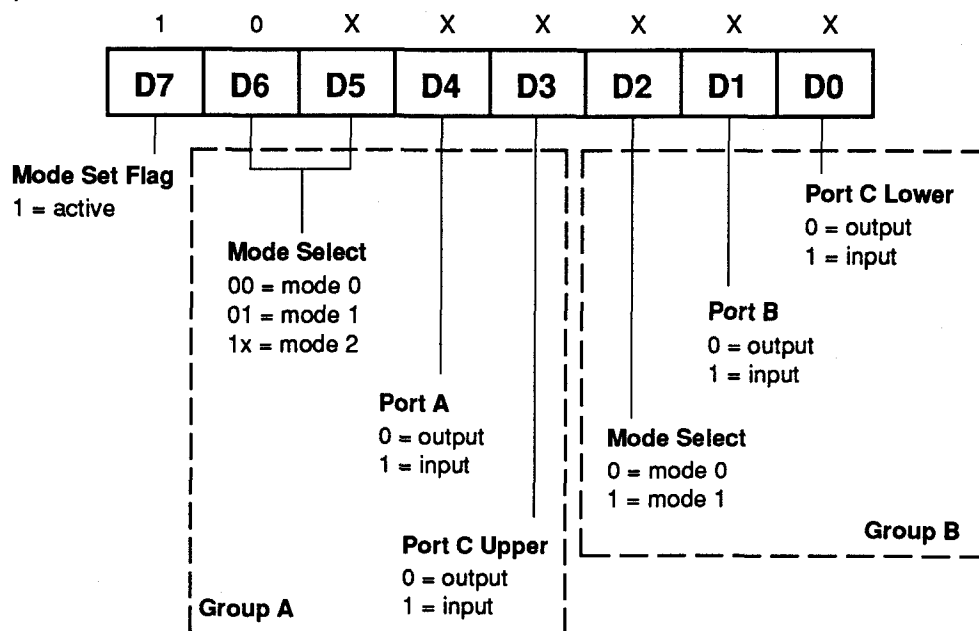 1 0 X X X X X X
D7 D6 D5 D4 D3 D2 D1 D0
Mode Set Flag
1 = active
Mode Select
00 = mode 0
01 = mode 1
1x = mode 2
Port A
0 = output
1 = input
Port C Upper
0 = output
1 = input
Group A
Port C Lower
0 = output
1 = input
Port B
0 = output
1 = input
Mode Select
0 = mode 0
1 = mode 1
Group B